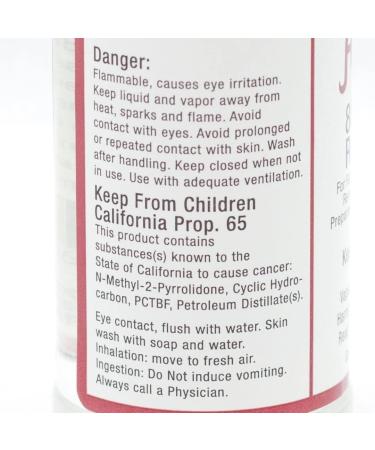 Danger:
Flammable, causes eye irritation.
Keep liquid and vapor away from
heat, sparks and flame. Avoid
contact with eyes. Avoid prolonged
or repeated contact with skin. Wash
after handling. Keep closed when not
in use. Use with adequate ventilation.
Keep From Children
California Prop. 65
This product contains
substances(s) known to the
State of California to cause cancer:
N-Methyl-2-Pyrrolidone, Cyclic Hydro-
carbon, PCTBF, Petroleum Distillate(s).
Eye contact, flush with water. Skin
wash with soap and water.
Inhalation: move to fresh air.
Ingestion: Do Not induce vomiting.
Always call a Physician.